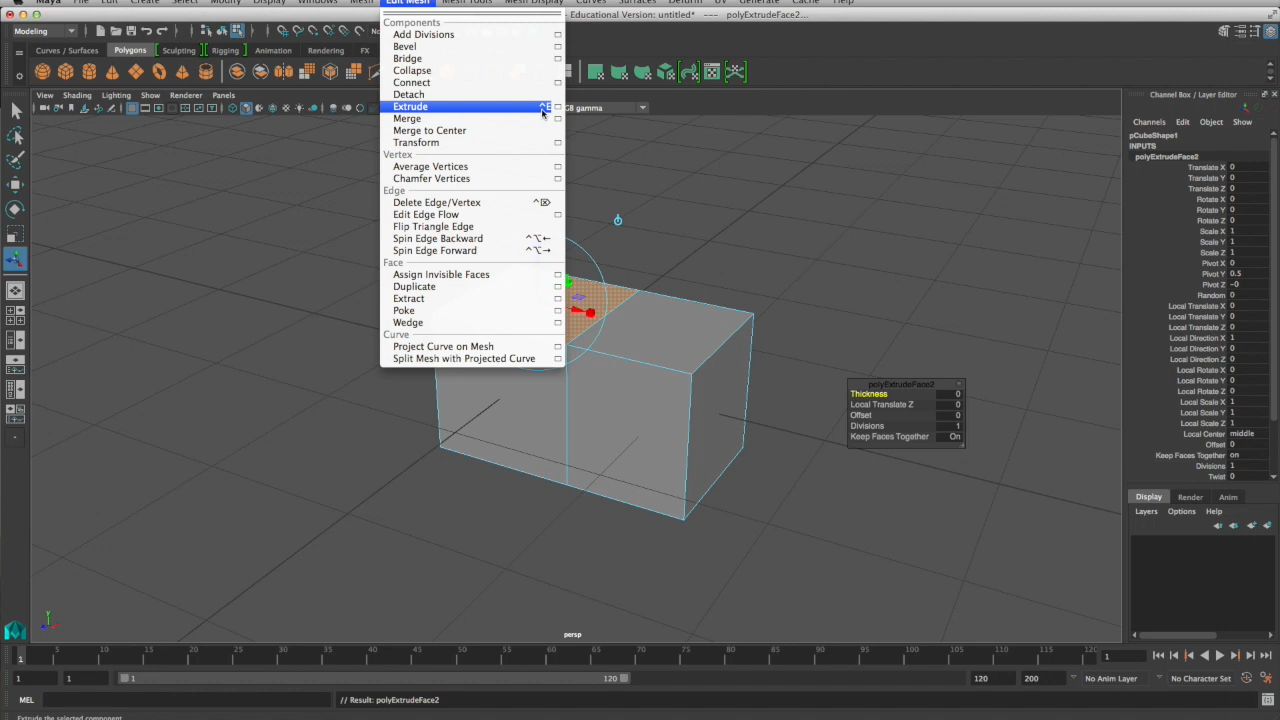 Maya File Edit Create Select Modify Display Windows Mesh Edit Mesh Mesh Tools Mesh Display Curves Surfaces Deform UV Generate Cache Help
Educational Version: untitled* --- polyExtrudeFace2...
Modeling
Curves / Surfaces Polygons Sculpting Rigging Animation Rendering FX
View Shading Lighting Show Renderer Panels
gamma
Components
Add Divisions
Bevel
Bridge
Collapse
Connect
Detach
Extrude ^E
Merge
Merge to Center
Transform
Vertex
Average Vertices
Chamfer Vertices
Edge
Delete Edge/Vertex ^⌦
Edit Edge Flow
Flip Triangle Edge
Spin Edge Backward ^⌥←
Spin Edge Forward ^⌥→
Face
Assign Invisible Faces
Duplicate
Extract
Poke
Wedge
Curve
Project Curve on Mesh
Split Mesh with Projected Curve
polyExtrudeFace2
Thickness 0
Local Translate Z 0
Offset 0
Divisions 1
Keep Faces Together On
persp
Channel Box / Layer Editor
Channels Edit Object Show
pCubeShape1
INPUTS
polyExtrudeFace2
Translate X 0
Translate Y 0
Translate Z 0
Rotate X 0
Rotate Y 0
Rotate Z 0
Scale X 1
Scale Y 1
Scale Z 1
Pivot X 0
Pivot Y 0.5
Pivot Z -0
Random 0
Local Translate X 0
Local Translate Y 0
Local Translate Z 0
Local Direction X 1
Local Direction Y 0
Local Direction Z 0
Local Rotate X 0
Local Rotate Y 0
Local Rotate Z 0
Local Scale X 1
Local Scale Y 1
Local Scale Z 1
Local Center middle
Offset 0
Keep Faces Together on
Divisions 1
Twist 0
Display Render Anim
Layers Options Help
1 5 10 15 20 25 30 35 40 45 50 55 60 65 70 75 80 85 90 95 100 105 110 115 120 1
1 1 1 120 120 200 No Anim Layer No Character Set
MEL // Result: polyExtrudeFace2
Extrude the selected component